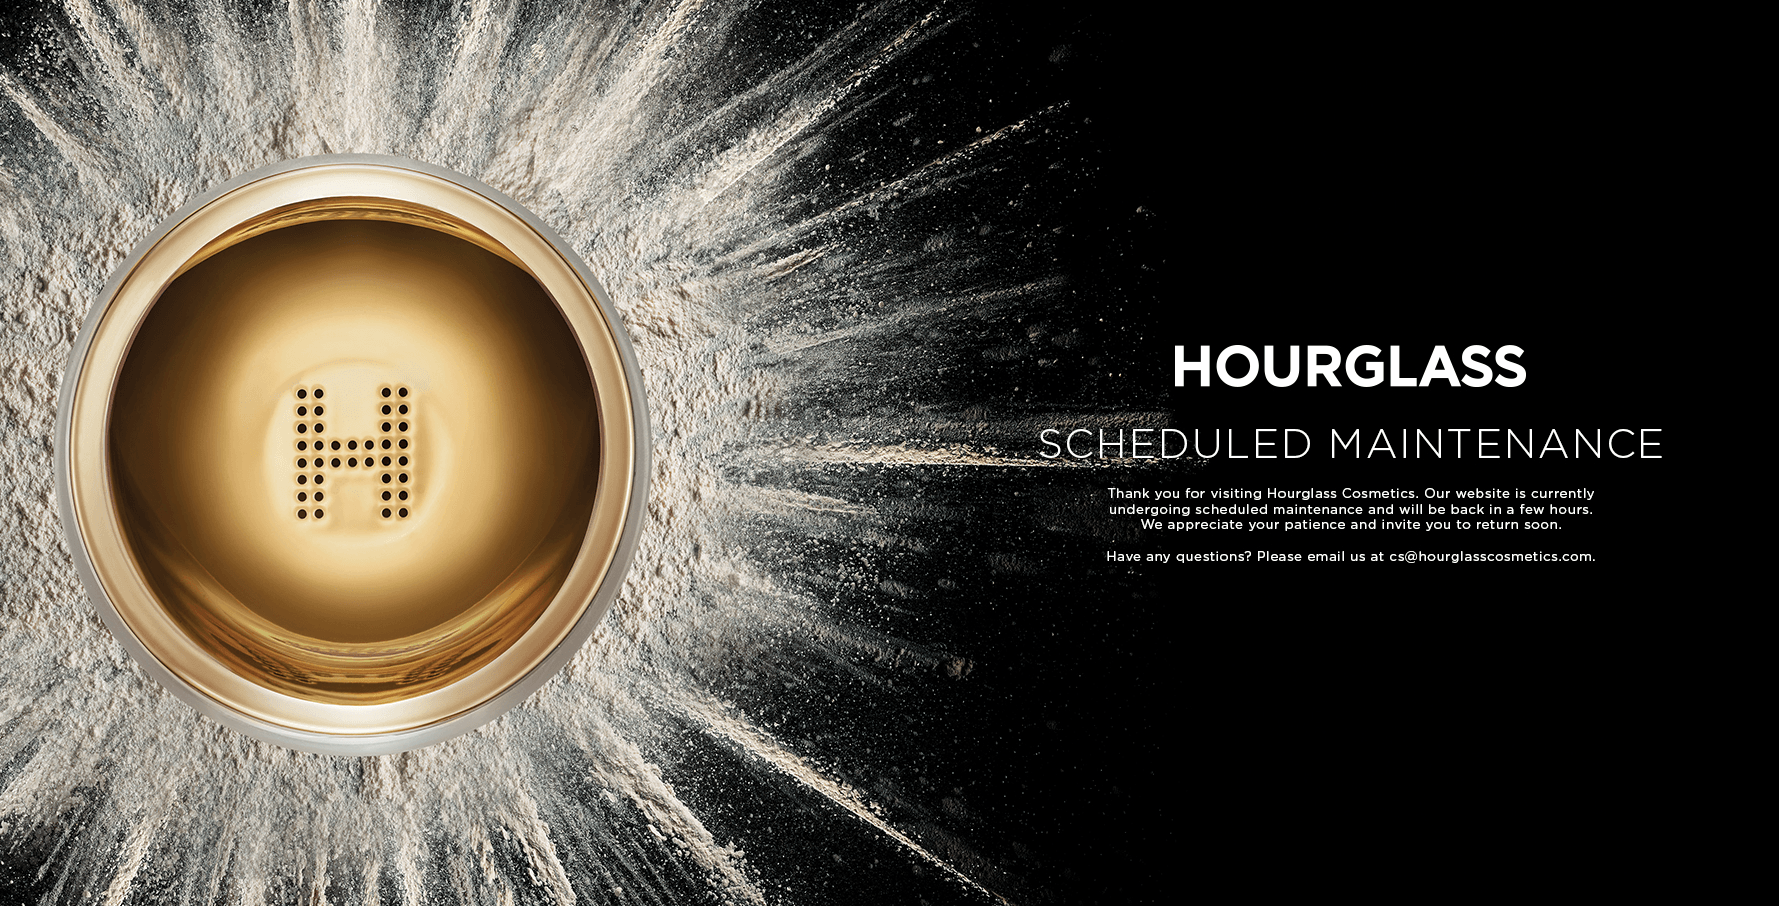 H
HOURGLASS
SCHEDULED MAINTENANCE
Thank you for visiting Hourglass Cosmetics. Our website is currently
undergoing scheduled maintenance and will be back in a few hours.
We appreciate your patience and invite you to return soon.
Have any questions? Please email us at cs@hourglasscosmetics.com.